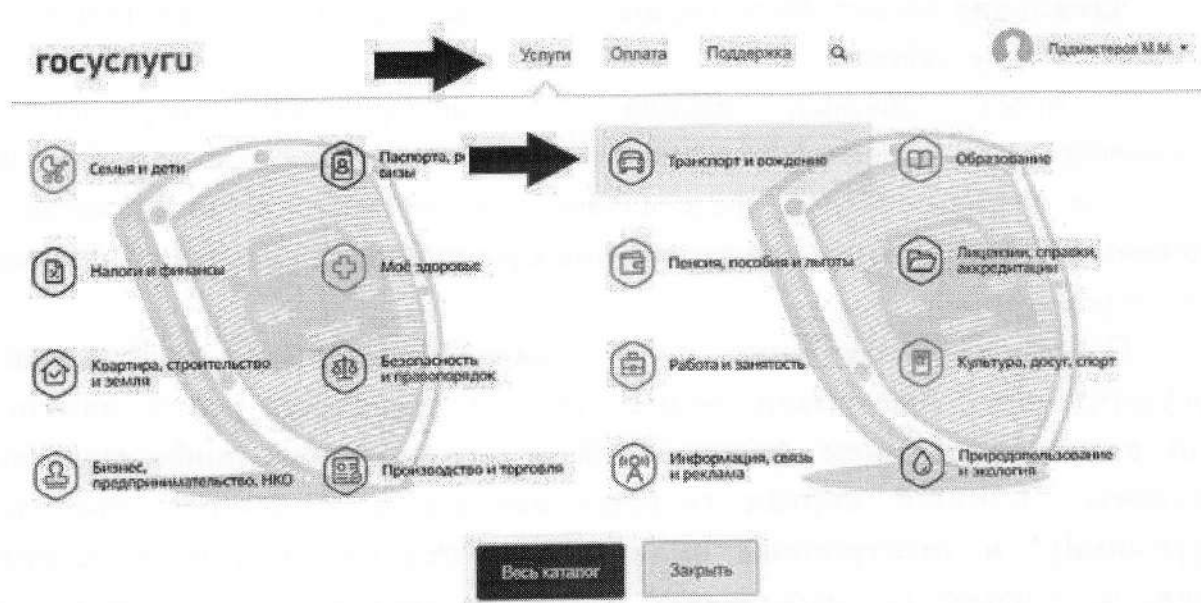 госуслуги
Услуги Оплата Поддержка
Падмастеров М.М.
Семья и дети
Паспорта, р
визы
Транспорт и вождение
Образование
Налоги и финансы
Моё здоровье
Пенсия, пособия и льготы
Лицензии, справки,
аккредитации
Квартира, строительство
и земля
Безопасность
и правопорядок
Работа и занятость
Культура, досуг, спорт
Бизнес,
предпринимательство, НКО
Производство и торговля
Информация, связь
и реклама
Природопользование
и экология
Весь каталог
Закрыть